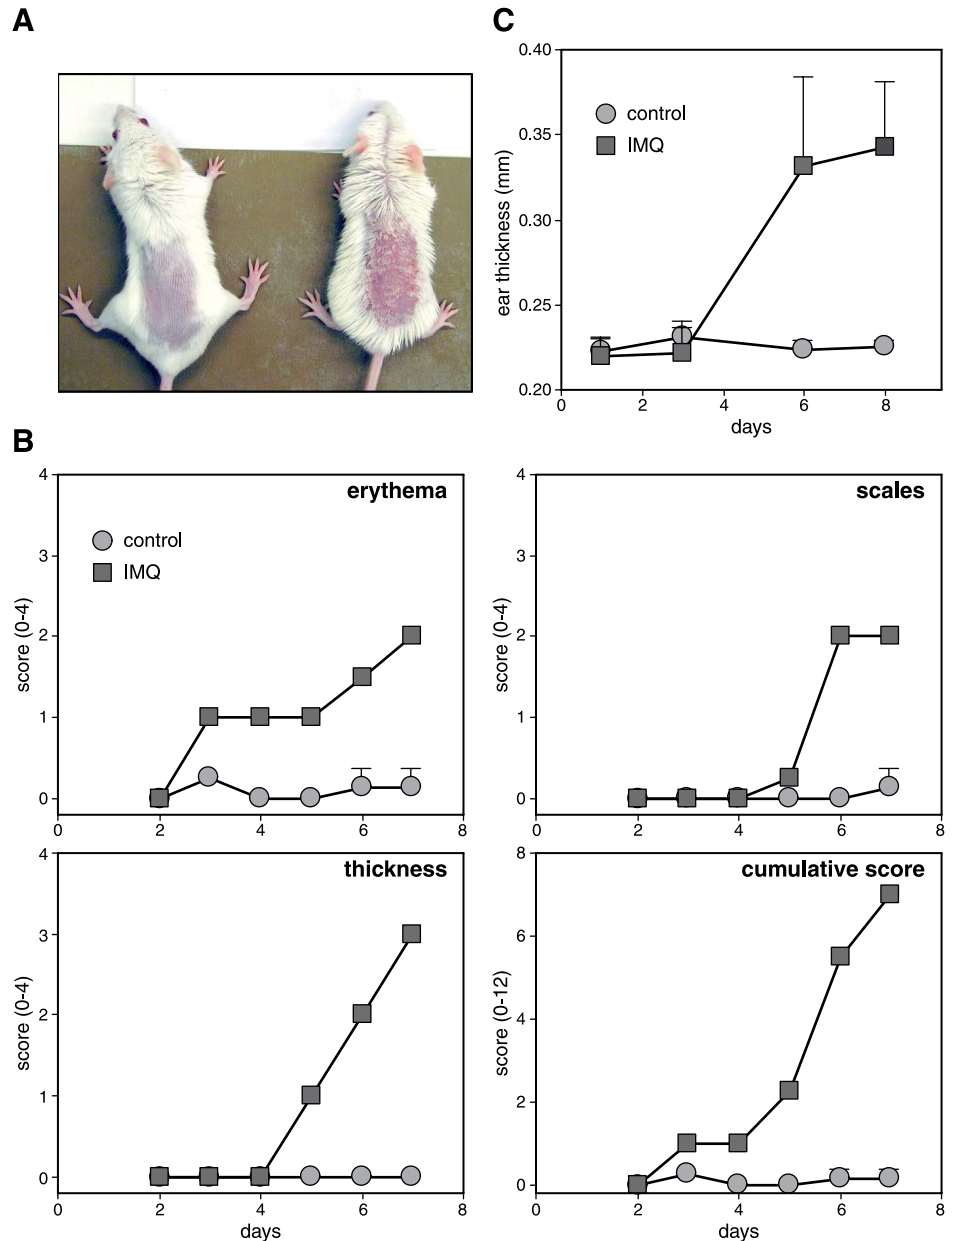 A
C
0.40
0.35
0.30
0.25
0.20
ear thickness (mm)
control
IMQ
0 2 4 6 8
days
B
4
3
2
1
0
score (0-4)
erythema
control
IMQ
0 2 4 6 8
4
3
2
1
0
score (0-4)
scales
0 2 4 6 8
4
3
2
1
0
score (0-4)
thickness
0 2 4 6 8
days
8
6
4
2
0
score (0-12)
cumulative score
0 2 4 6 8
days